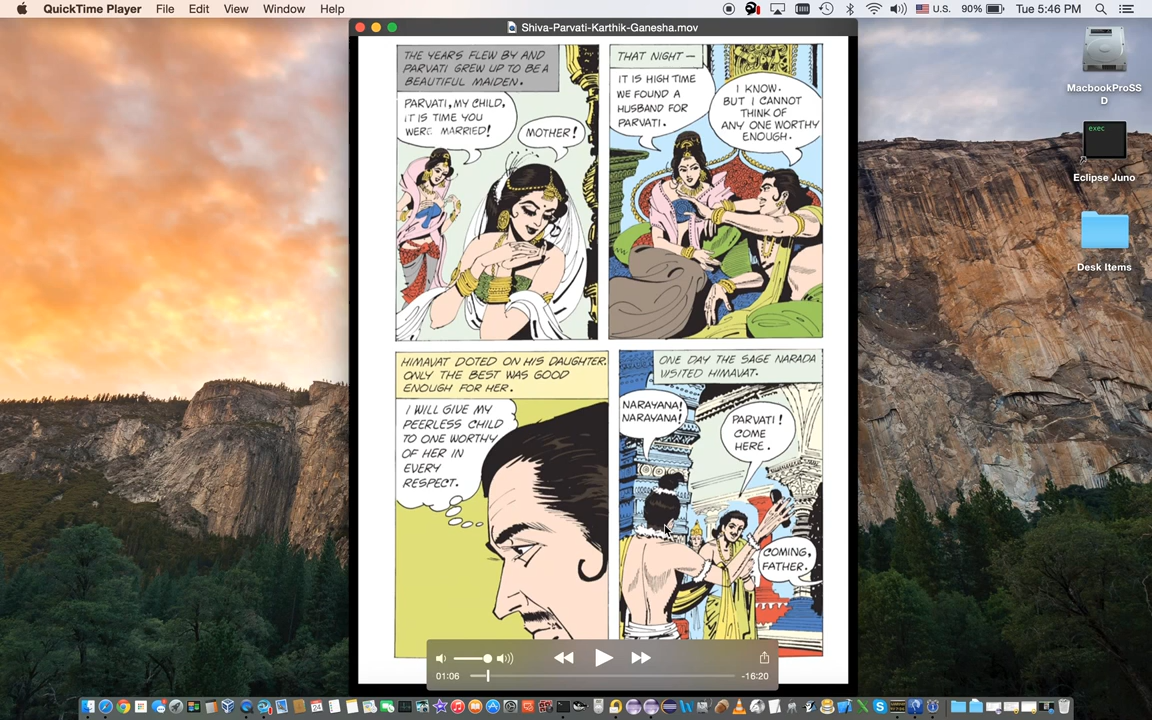 QuickTime Player File Edit View Window Help
U.S. 90% Tue 5:46 PM
Shiva-Parvati-Karthik-Ganesha.mov
MacbookProSS
D
exec
Eclipse Juno
Desk Items
THE YEARS FLEW BY AND
PARVATI GREW UP TO BE A
BEAUTIFUL MAIDEN.
PARVATI, MY CHILD,
IT IS TIME YOU
WERE MARRIED!
MOTHER!
THAT NIGHT —
IT IS HIGH TIME
WE FOUND A
HUSBAND FOR
PARVATI.
I KNOW.
BUT I CANNOT
THINK OF
ANY ONE WORTHY
ENOUGH.
HIMAVAT DOTED ON HIS DAUGHTER.
ONLY THE BEST WAS GOOD
ENOUGH FOR HER.
I WILL GIVE MY
PEERLESS CHILD
TO ONE WORTHY
OF HER IN
EVERY
RESPECT.
ONE DAY THE SAGE NARADA
VISITED HIMAVAT.
NARAYANA!
NARAYANA!
PARVATI!
COME
HERE.
COMING,
FATHER.
01:06
-16:20